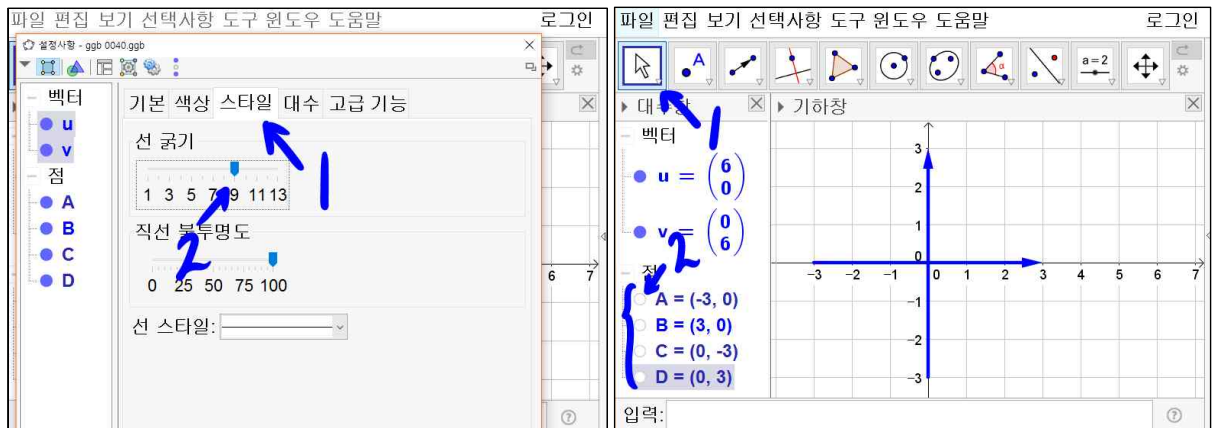 파일 편집 보기 선택사항 도구 윈도우 도움말 로그인
설정사항 - ggb 0040.ggb
벡터
u
v
점
A
B
C
D
기본 색상 스타일 대수 고급 기능
선 굵기
1 3 5 7 9 11 13
직선 불투명도
0 25 50 75 100
선 스타일:
1
2
6 7
파일 편집 보기 선택사항 도구 윈도우 도움말 로그인
A α a=2
대수창 기하창
1
벡터
u = (6 0)
v = (0 6)
점
2
A = (-3, 0)
B = (3, 0)
C = (0, -3)
D = (0, 3)
3
2
1
0
−3 −2 −1 0 1 2 3 4 5 6 7
−1
−2
−3
입력: